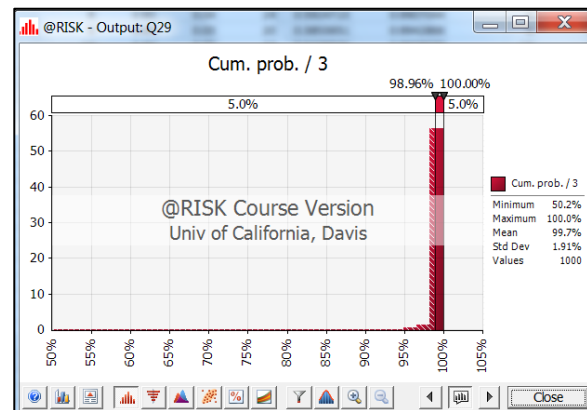 @RISK - Output: Q29
Cum. prob. / 3
98.96% 100.00%
5.0% 5.0%
60
50
40
30
20
10
0
@RISK Course Version
Univ of California, Davis
50% 55% 60% 65% 70% 75% 80% 85% 90% 95% 100% 105%
Cum. prob. / 3
Minimum 50.2%
Maximum 100.0%
Mean 99.7%
Std Dev 1.91%
Values 1000
Close